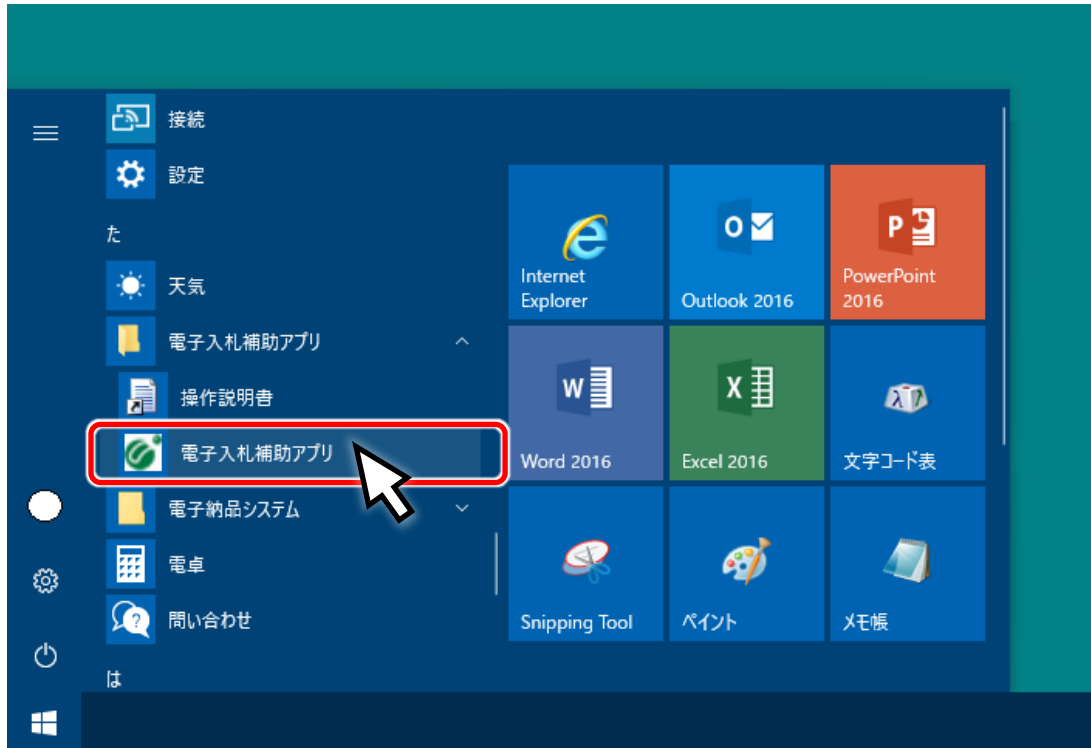 接続
設定
た
天気
電子入札補助アプリ
操作説明書
電子入札補助アプリ
電子納品システム
電卓
問い合わせ
は
Internet
Explorer
Outlook 2016
PowerPoint
2016
Word 2016
Excel 2016
文字コード表
Snipping Tool
ペイント
メモ帳